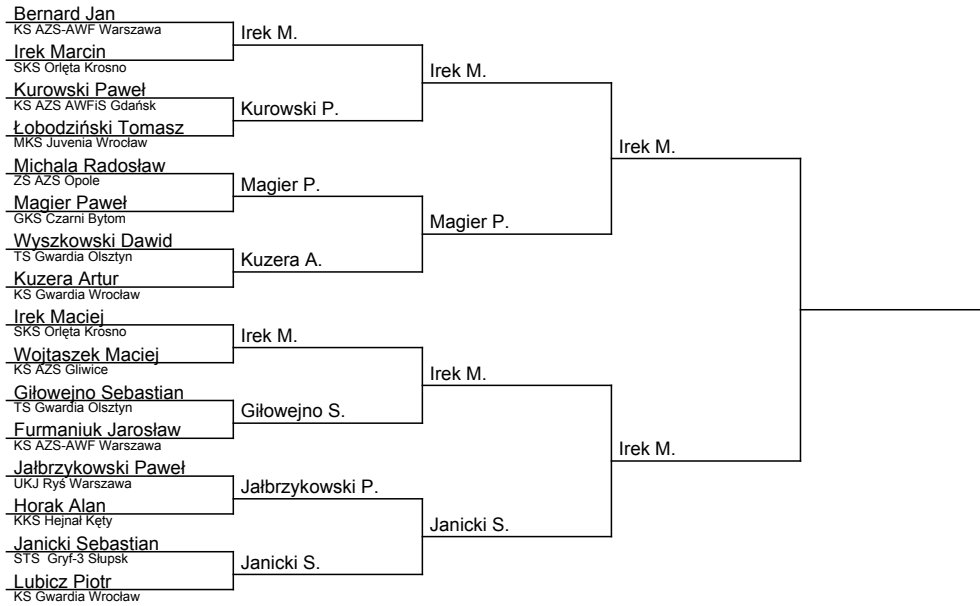 Bernard Jan
KS AZS-AWF Warszawa
Irek Marcin
SKS Orlęta Krosno
Kurowski Paweł
KS AZS AWFiS Gdańsk
Łobodziński Tomasz
MKS Juvenia Wrocław
Michala Radosław
ZS AZS Opole
Magier Paweł
GKS Czarni Bytom
Wyszkowski Dawid
TS Gwardia Olsztyn
Kuzera Artur
KS Gwardia Wrocław
Irek Maciej
SKS Orlęta Krosno
Wojtaszek Maciej
KS AZS Gliwice
Giłowejno Sebastian
TS Gwardia Olsztyn
Furmaniuk Jarosław
KS AZS-AWF Warszawa
Jałbrzykowski Paweł
UKJ Ryś Warszawa
Horak Alan
KKS Hejnał Kęty
Janicki Sebastian
STS Gryf-3 Słupsk
Lubicz Piotr
KS Gwardia Wrocław
Irek M.
Kurowski P.
Magier P.
Kuzera A.
Irek M.
Giłowejno S.
Jałbrzykowski P.
Janicki S.
Irek M.
Magier P.
Irek M.
Janicki S.
Irek M.
Irek M.